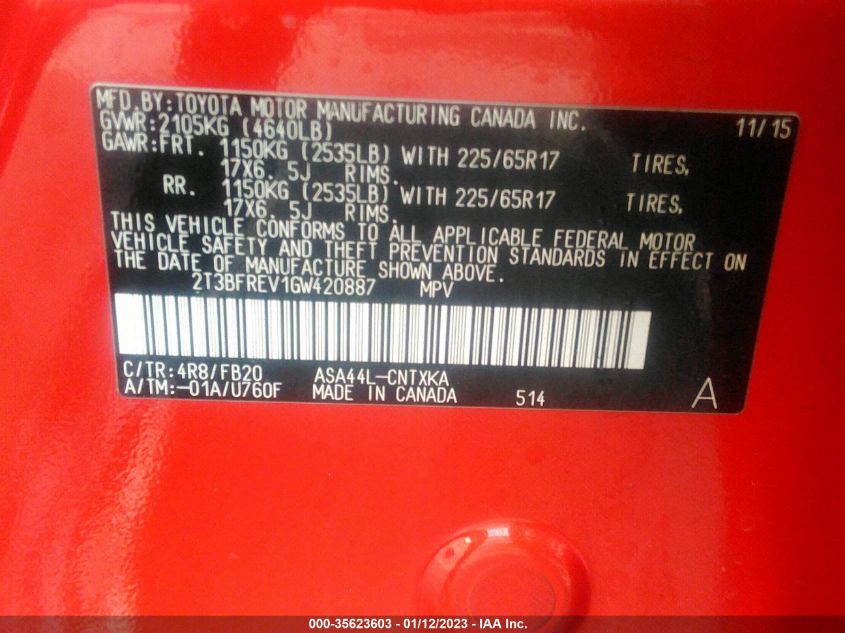 MFD.BY:TOYOTA MOTOR MANUFACTURING CANADA INC. 11/15
GVWR:2105KG (4640LB)
GAWR:FRT. 1150KG (2535LB) WITH 225/65R17 TIRES,
17X6. 5J RIMS.
RR. 1150KG (2535LB) WITH 225/65R17 TIRES,
17X6. 5J RIMS.
THIS VEHICLE CONFORMS TO ALL APPLICABLE FEDERAL MOTOR
VEHICLE SAFETY AND THEFT PREVENTION STANDARDS IN EFFECT ON
THE DATE OF MANUFACTURE SHOWN ABOVE.
2T3BFREV1GW420887 MPV
C/TR:4R8/FB20 ASA44L-CNTXKA
A/TM:-01A/U760F MADE IN CANADA 514 A
000-35623603 - 01/12/2023 - IAA Inc.